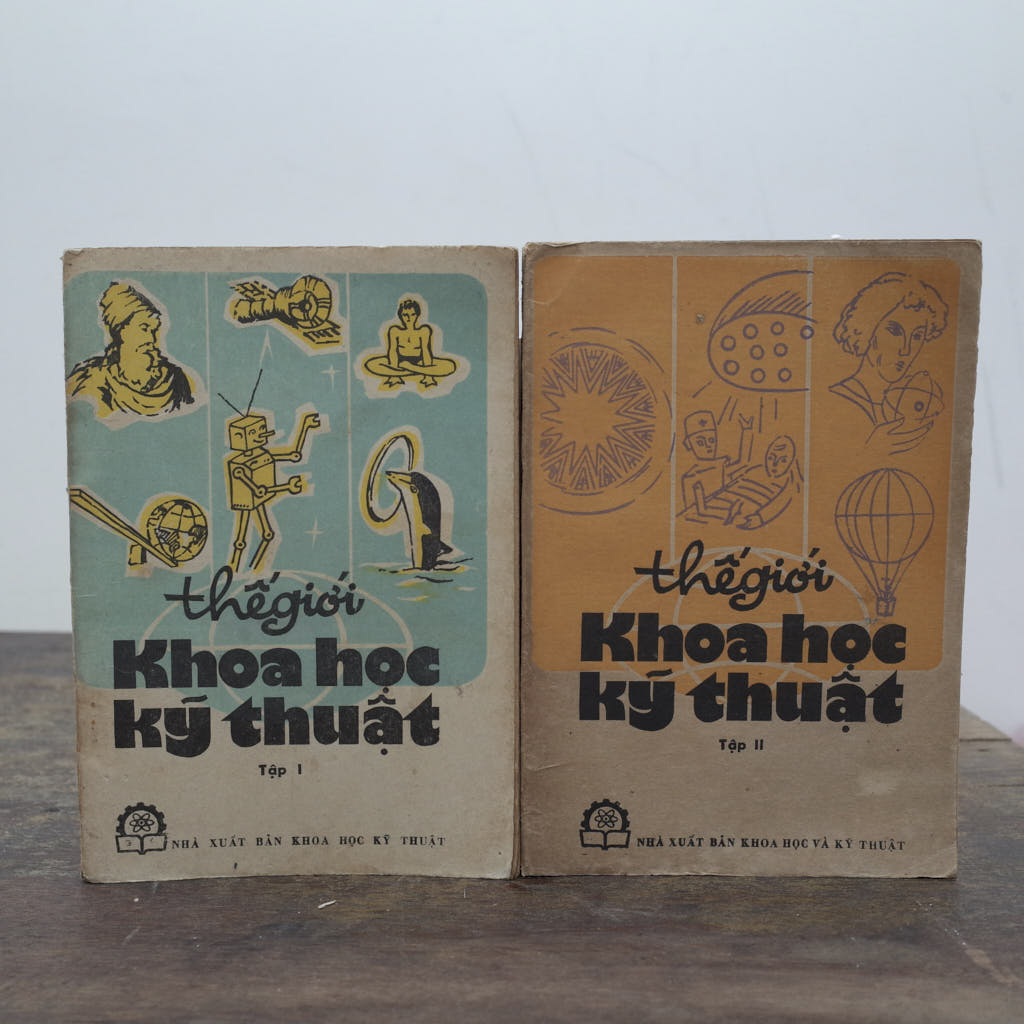 thế giới
Khoa học
kỹ thuật
Tập I
NHÀ XUẤT BẢN KHOA HỌC KỸ THUẬT
thế giới
Khoa học
kỹ thuật
Tập II
NHÀ XUẤT BẢN KHOA HỌC VÀ KỸ THUẬT